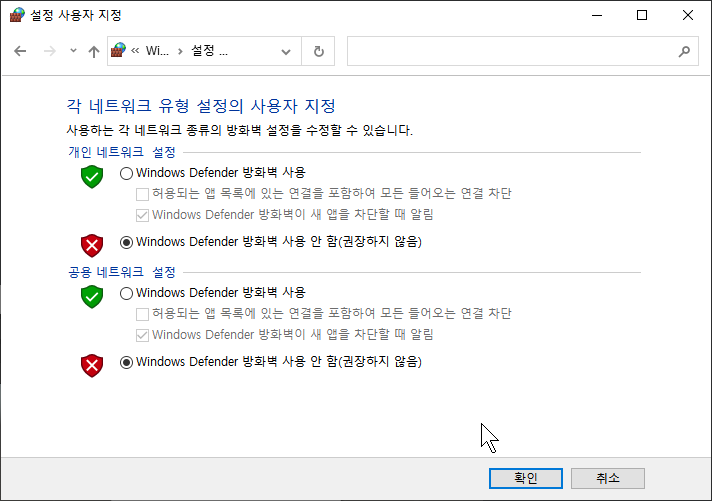 설정 사용자 지정
« Wi... > 설정 ...
각 네트워크 유형 설정의 사용자 지정
사용하는 각 네트워크 종류의 방화벽 설정을 수정할 수 있습니다.
개인 네트워크 설정
Windows Defender 방화벽 사용
허용되는 앱 목록에 있는 연결을 포함하여 모든 들어오는 연결 차단
Windows Defender 방화벽이 새 앱을 차단할 때 알림
Windows Defender 방화벽 사용 안 함(권장하지 않음)
공용 네트워크 설정
Windows Defender 방화벽 사용
허용되는 앱 목록에 있는 연결을 포함하여 모든 들어오는 연결 차단
Windows Defender 방화벽이 새 앱을 차단할 때 알림
Windows Defender 방화벽 사용 안 함(권장하지 않음)
확인 취소